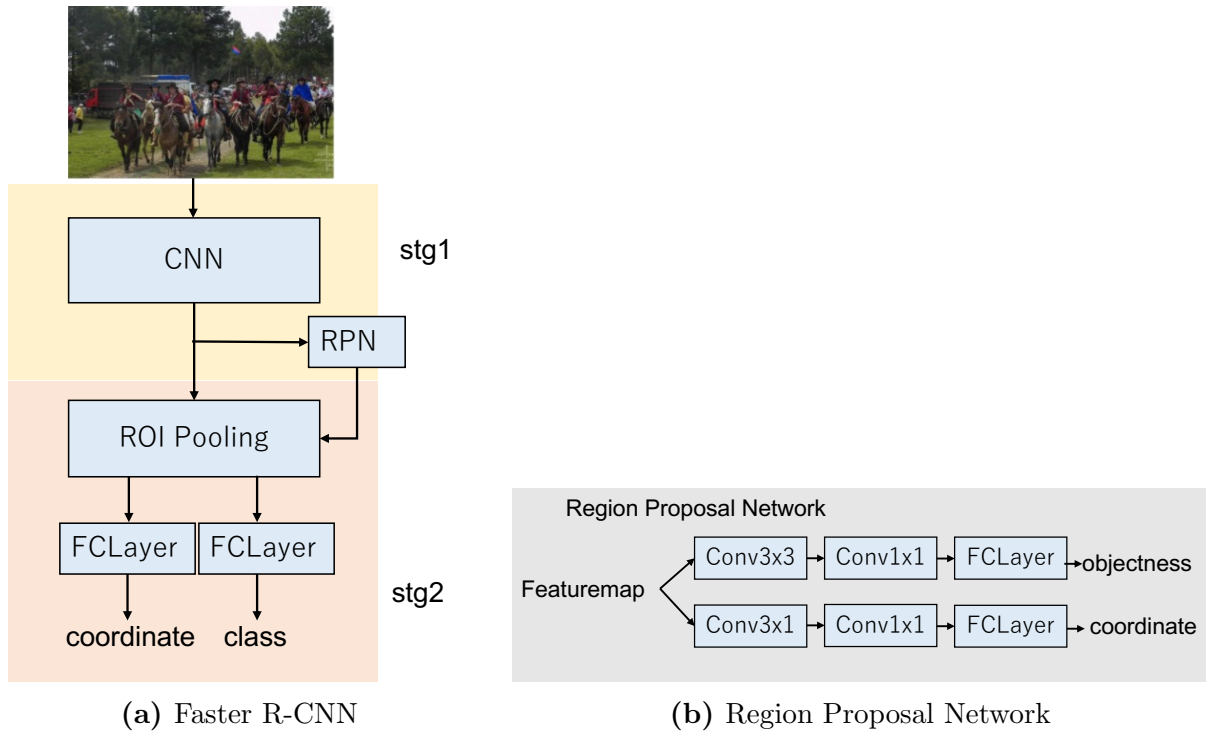 CNN
stg1
RPN
ROI Pooling
FCLayer FCLayer
stg2
coordinate class
(a) Faster R-CNN
Region Proposal Network
Conv3x3 Conv1x1 FCLayer objectness
Featuremap
Conv3x1 Conv1x1 FCLayer coordinate
(b) Region Proposal Network